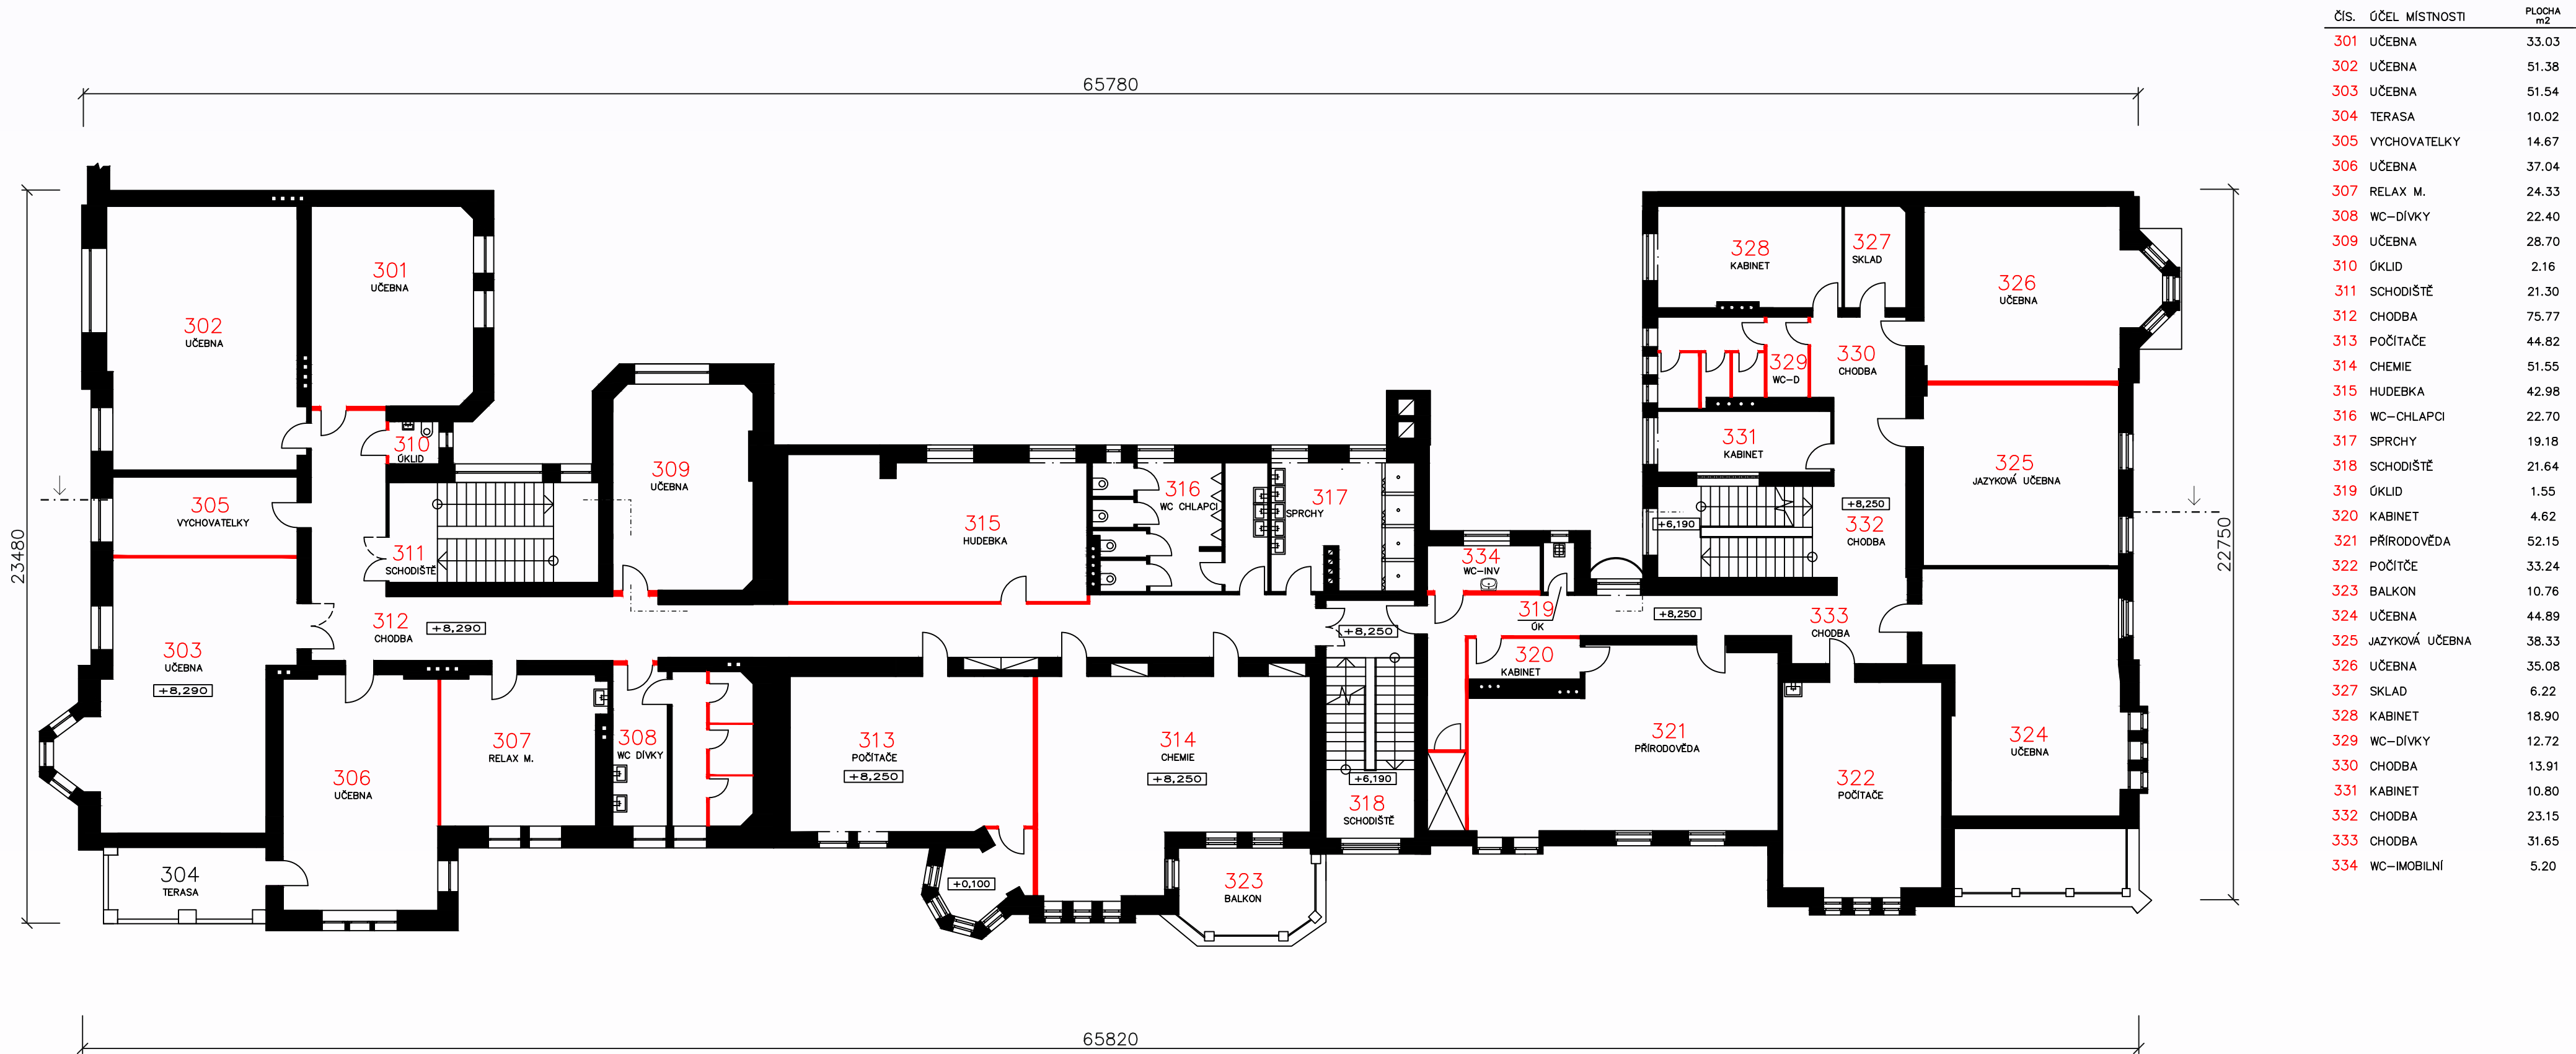 ČÍS. ÚČEL MÍSTNOSTI PLOCHA m2
301 UČEBNA 33.03
302 UČEBNA 51.38
303 UČEBNA 51.54
304 TERASA 10.02
305 VYCHOVATELKY 14.67
306 UČEBNA 37.04
307 RELAX M. 24.33
308 WC-DÍVKY 22.40
309 UČEBNA 28.70
310 ÚKLID 2.16
311 SCHODIŠTĚ 21.30
312 CHODBA 75.77
313 POČÍTAČE 44.82
314 CHEMIE 51.55
315 HUDEBKA 42.98
316 WC-CHLAPCI 22.70
317 SPRCHY 19.18
318 SCHODIŠTĚ 21.64
319 ÚKLID 1.55
320 KABINET 4.62
321 PŘÍRODOVĚDA 52.15
322 POČÍTČE 33.24
323 BALKON 10.76
324 UČEBNA 44.89
325 JAZYKOVÁ UČEBNA 38.33
326 UČEBNA 35.08
327 SKLAD 6.22
328 KABINET 18.90
329 WC-DÍVKY 12.72
330 CHODBA 13.91
331 KABINET 10.80
332 CHODBA 23.15
333 CHODBA 31.65
334 WC-IMOBILNÍ 5.20
65780
23480
22750
65820
302
UČEBNA
301
UČEBNA
310
ÚKLID
305
VYCHOVATELKY
311
SCHODIŠTĚ
303
UČEBNA
+8,290
312
CHODBA
+8,290
304
TERASA
306
UČEBNA
307
RELAX M.
308
WC DÍVKY
309
UČEBNA
315
HUDEBKA
316
WC CHLAPCI
317
SPRCHY
313
POČÍTAČE
+8,250
+0,100
314
CHEMIE
+8,250
323
BALKON
+8,250
+6,190
318
SCHODIŠTĚ
334
WC-INV
319
ÚK
320
KABINET
321
PŘÍRODOVĚDA
322
POČÍTAČE
+8,250
333
CHODBA
328
KABINET
327
SKLAD
329
WC-D
330
CHODBA
331
KABINET
+6,190
+8,250
332
CHODBA
326
UČEBNA
325
JAZYKOVÁ UČEBNA
324
UČEBNA